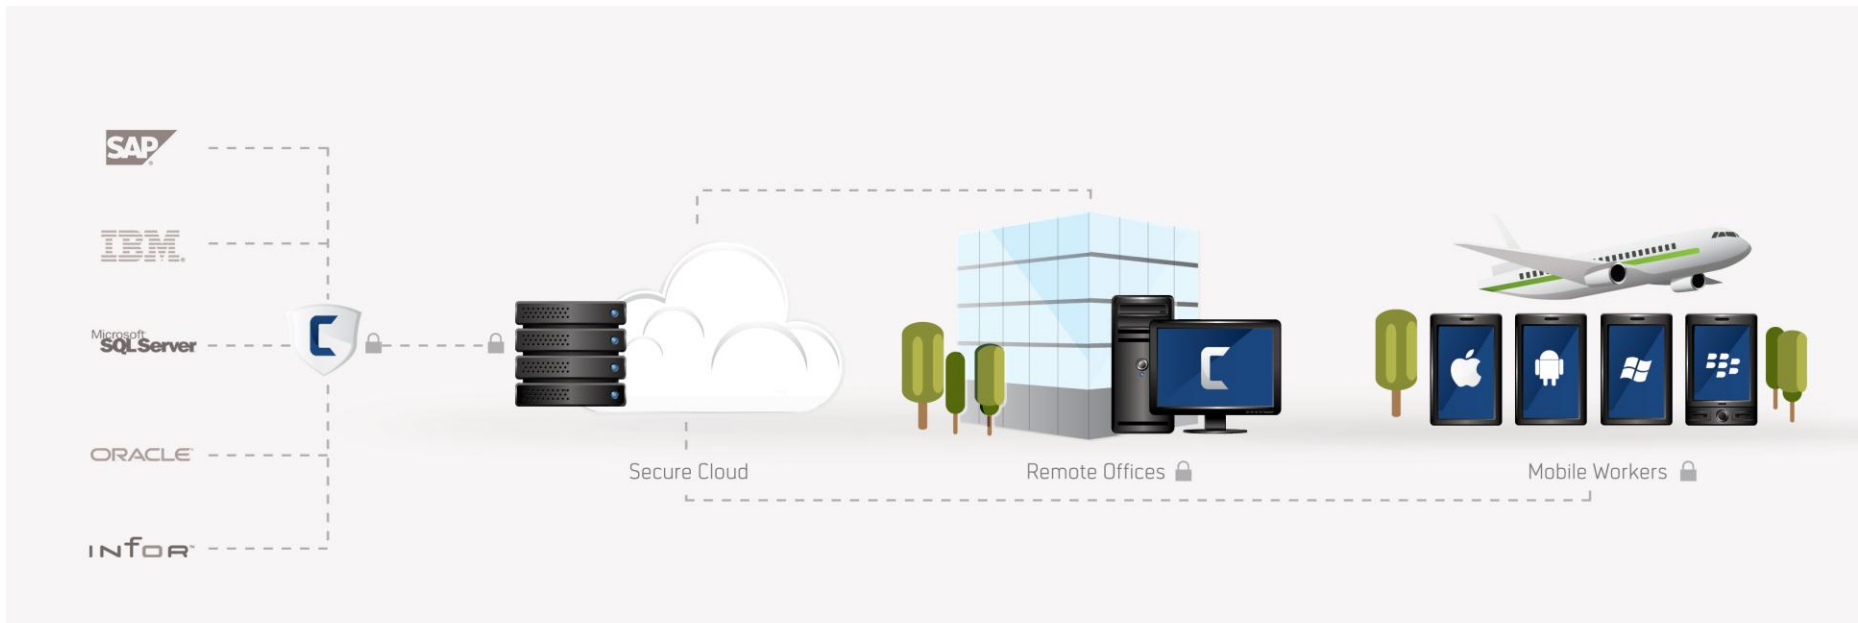 SAP
IBM
Microsoft
SQL Server
ORACLE
Infor
Secure Cloud
Remote Offices
Mobile Workers